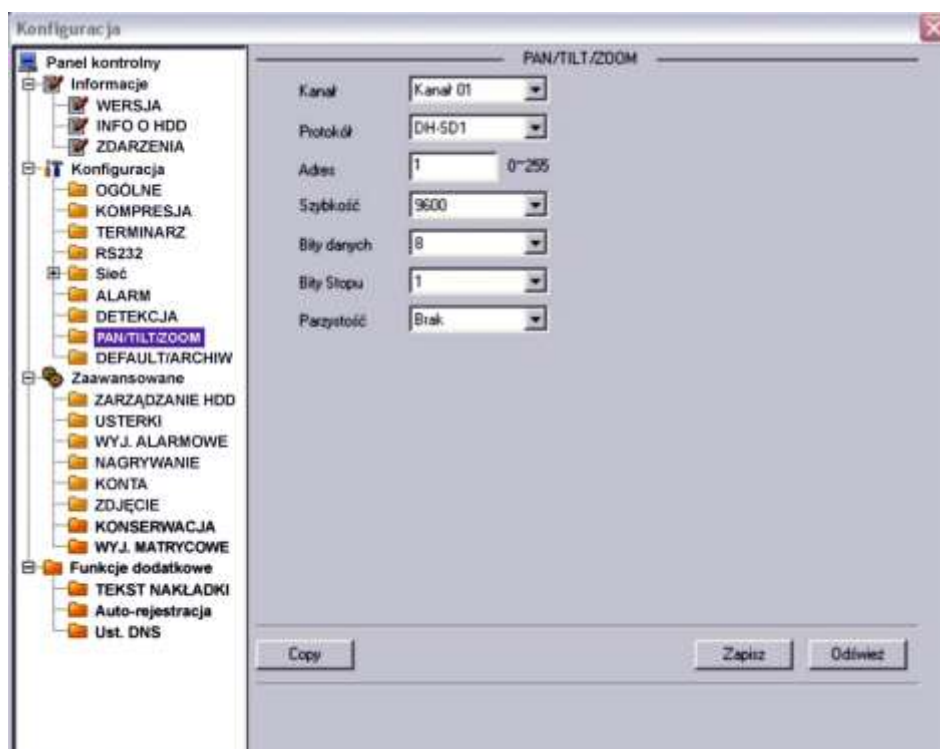 Konfiguracja
Panel kontrolny
Informacje
WERSJA
INFO O HDD
ZDARZENIA
Konfiguracja
OGÓLNE
KOMPRESJA
TERMINARZ
RS232
Sieć
ALARM
DETEKCJA
PAN/TILT/ZOOM
DEFAULT/ARCHIW
Zaawansowane
ZARZĄDZANIE HDD
USTERKI
WYJ. ALARMOWE
NAGRYWANIE
KONTA
ZDJĘCIE
KONSERWACJA
WYJ. MATRYCOWE
Funkcje dodatkowe
TEKST NAKŁADKI
Auto-rejestracja
Ust. DNS
PAN/TILT/ZOOM
Kanał Kanał 01
Protokół DH-SD1
Adres 1 0~255
Szybkość 9600
Bity danych 8
Bity Stopu 1
Parzystość Brak
Copy Zapisz Odśwież